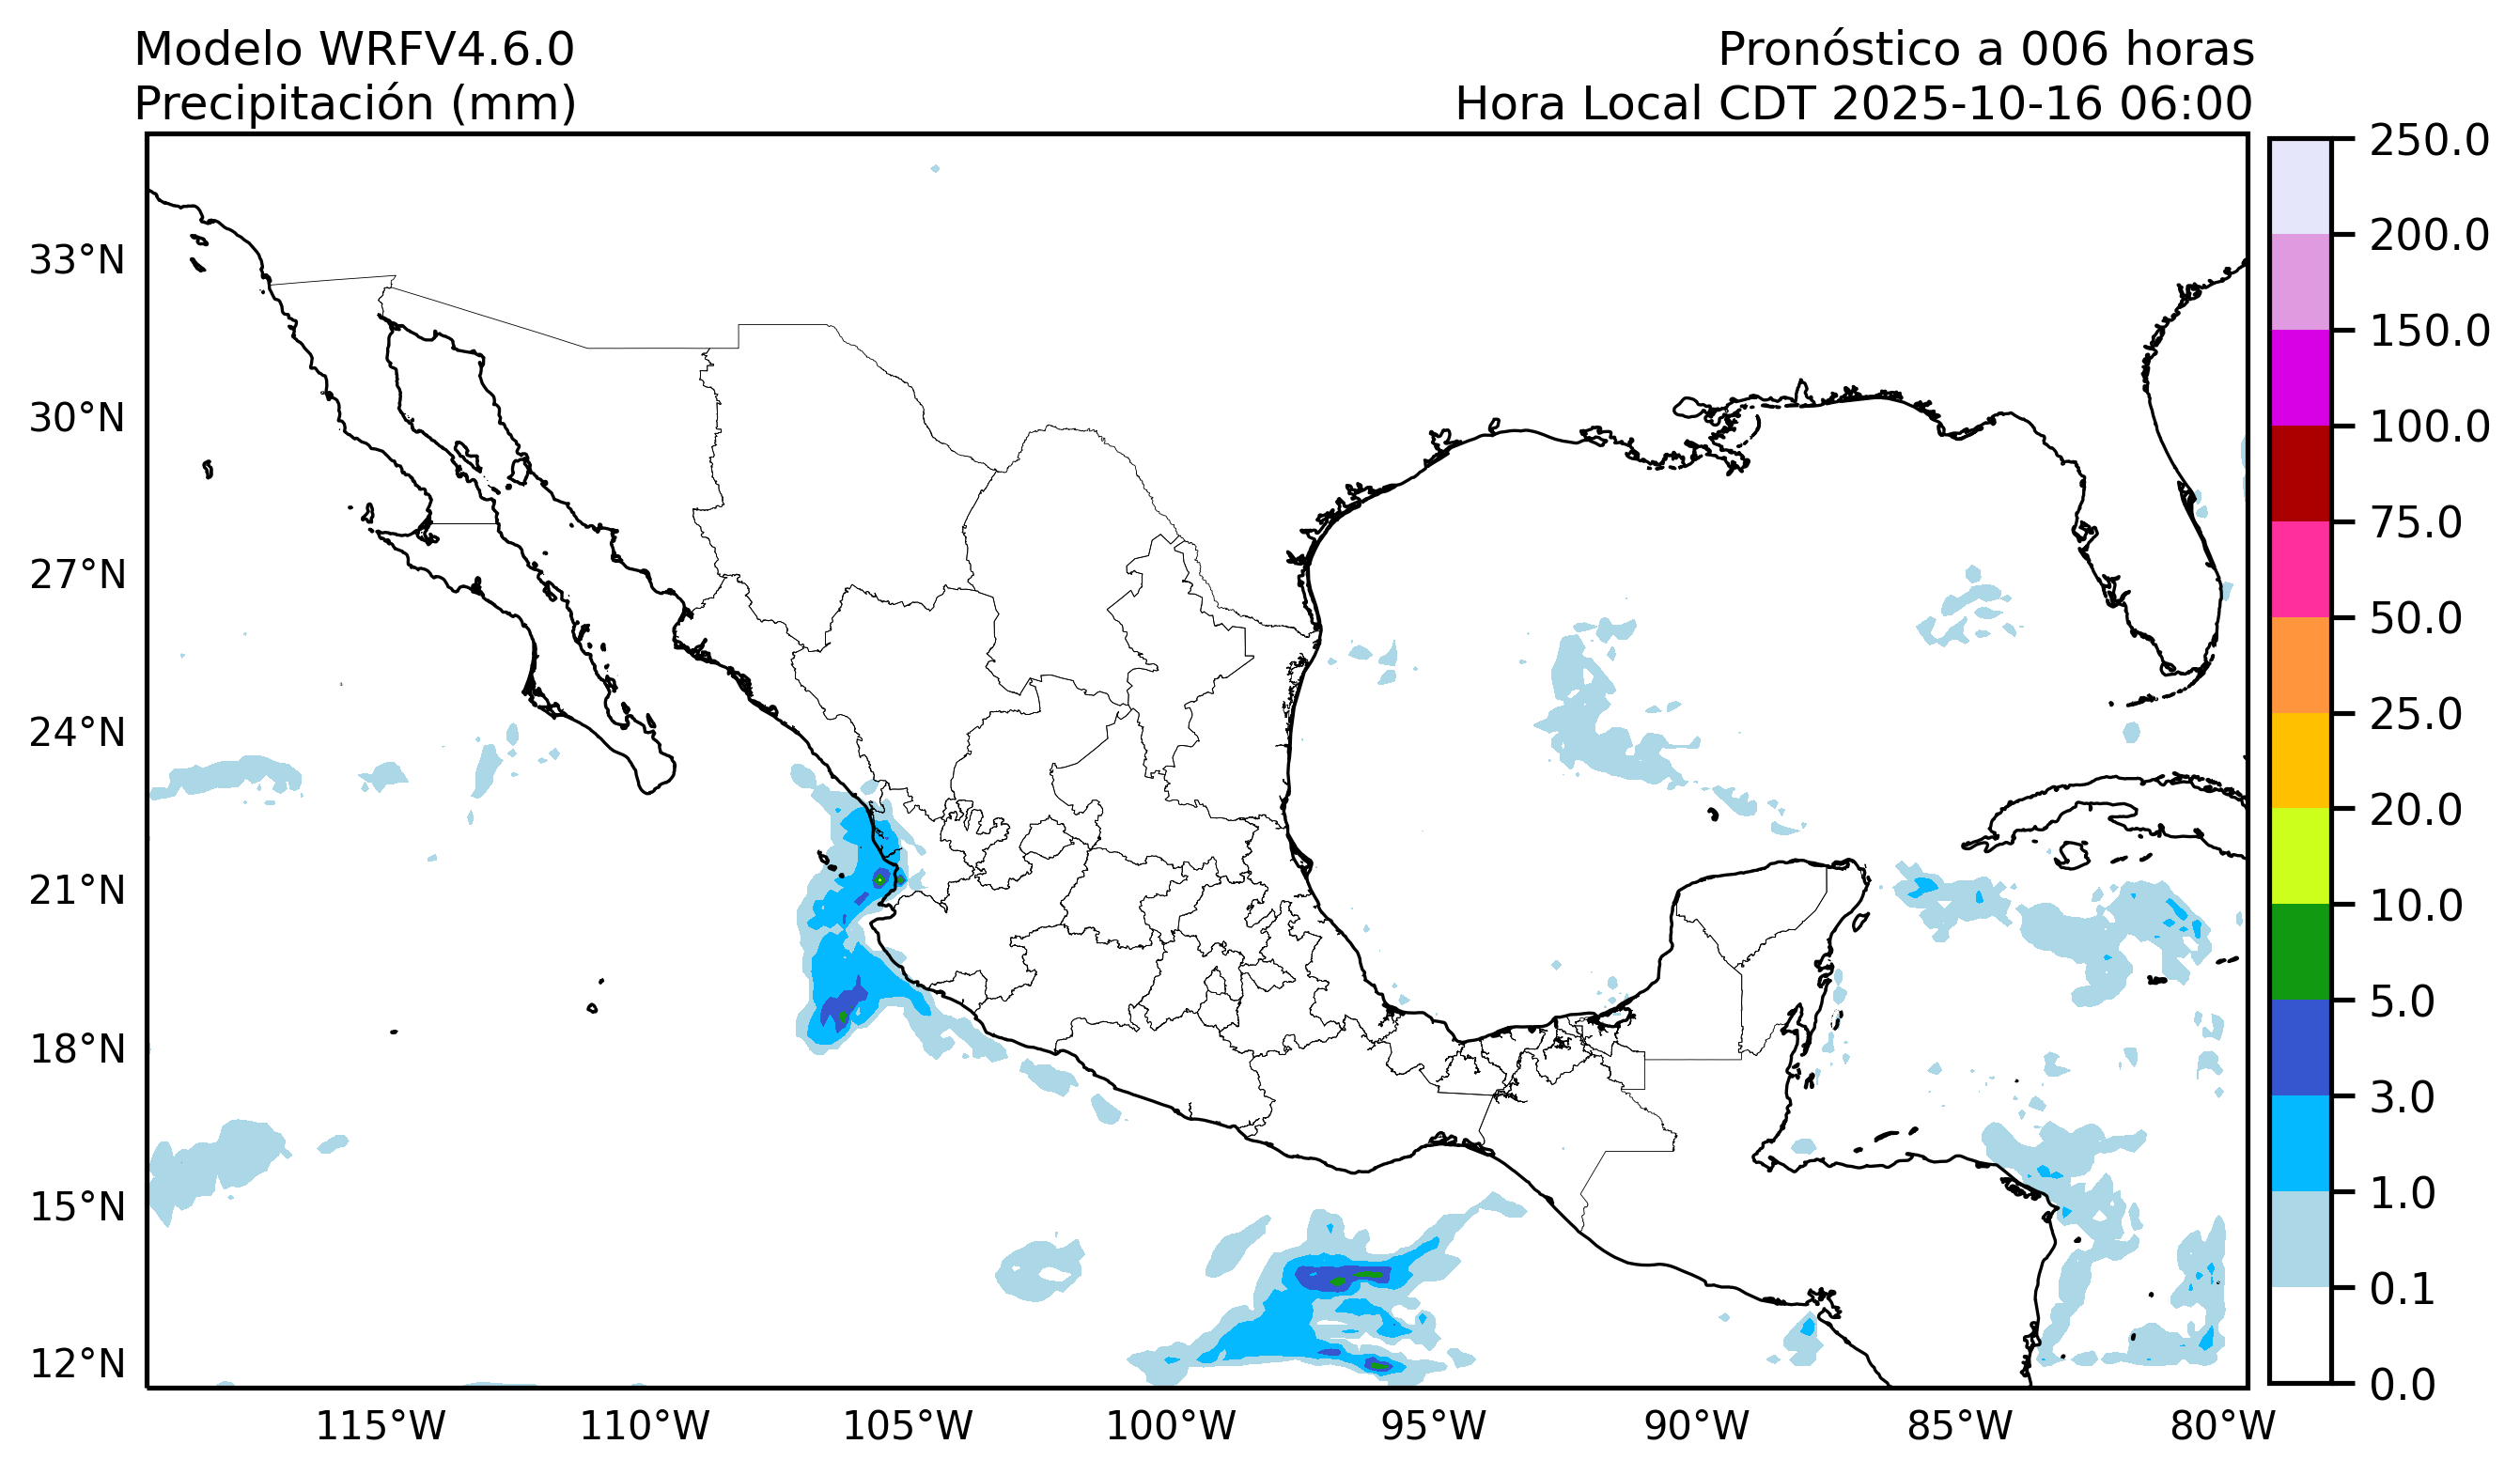 Modelo WRFV4.6.0
Precipitación (mm)
Pronóstico a 006 horas
Hora Local CDT 2025-10-16 06:00
33°N
30°N
27°N
24°N
21°N
18°N
15°N
12°N
115°W
110°W
105°W
100°W
95°W
90°W
85°W
80°W
250.0
200.0
150.0
100.0
75.0
50.0
25.0
20.0
10.0
5.0
3.0
1.0
0.1
0.0